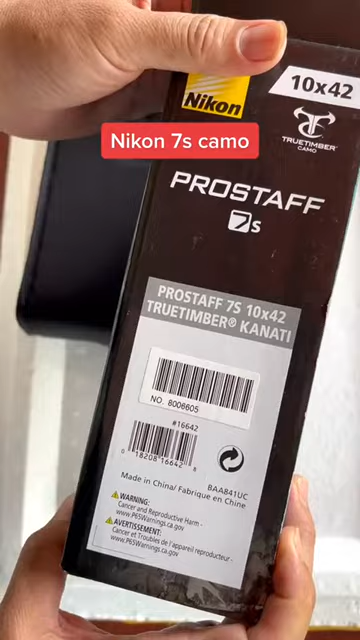 Nikon
10x42
TRUETIMBER®
CAMO
Nikon 7s camo
PROSTAFF
7s
PROSTAFF 7S 10x42
TRUETIMBER® KANATI
NO. 8006605
#16642
0 18208 16642 8
BAA841UC
Made in China/ Fabrique en Chine
WARNING:
Cancer and Reproductive Harm -
www.P65Warnings.ca.gov
AVERTISSEMENT:
Cancer et Troubles de l'appareil reproducteur -
www.P65Warnings.ca.gov